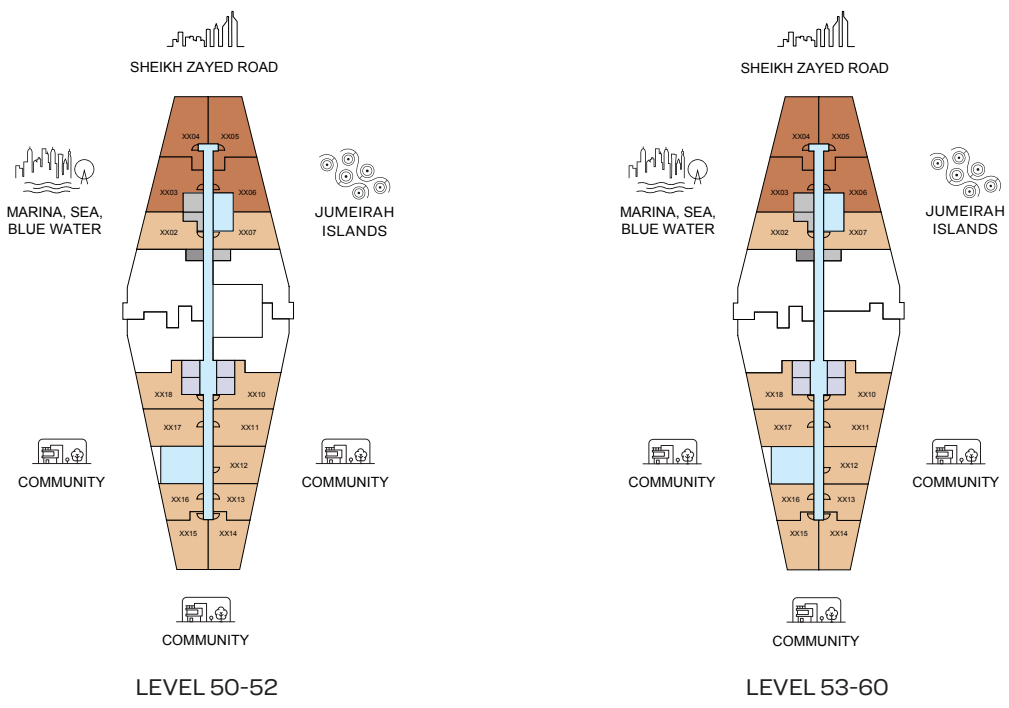 SHEIKH ZAYED ROAD
XX04
XX05
MARINA, SEA,
BLUE WATER
JUMEIRAH
ISLANDS
XX03
XX06
XX02
XX07
XX18
XX10
XX17
XX11
COMMUNITY
COMMUNITY
XX12
XX16
XX13
XX15
XX14
COMMUNITY
LEVEL 50-52
SHEIKH ZAYED ROAD
XX04
XX05
MARINA, SEA,
BLUE WATER
JUMEIRAH
ISLANDS
XX03
XX06
XX02
XX07
XX18
XX10
XX17
XX11
COMMUNITY
COMMUNITY
XX12
XX16
XX13
XX15
XX14
COMMUNITY
LEVEL 53-60